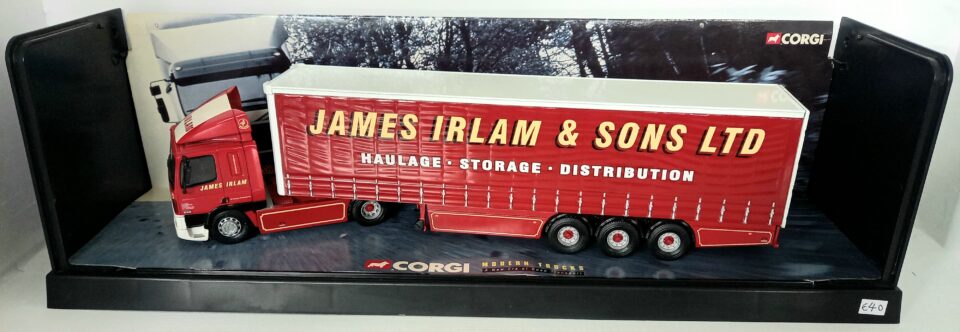 CORGI
JAMES IRLAM & SONS LTD
HAULAGE · STORAGE · DISTRIBUTION
JAMES IRLAM
CORGI
MODERN TRUCKS
€40